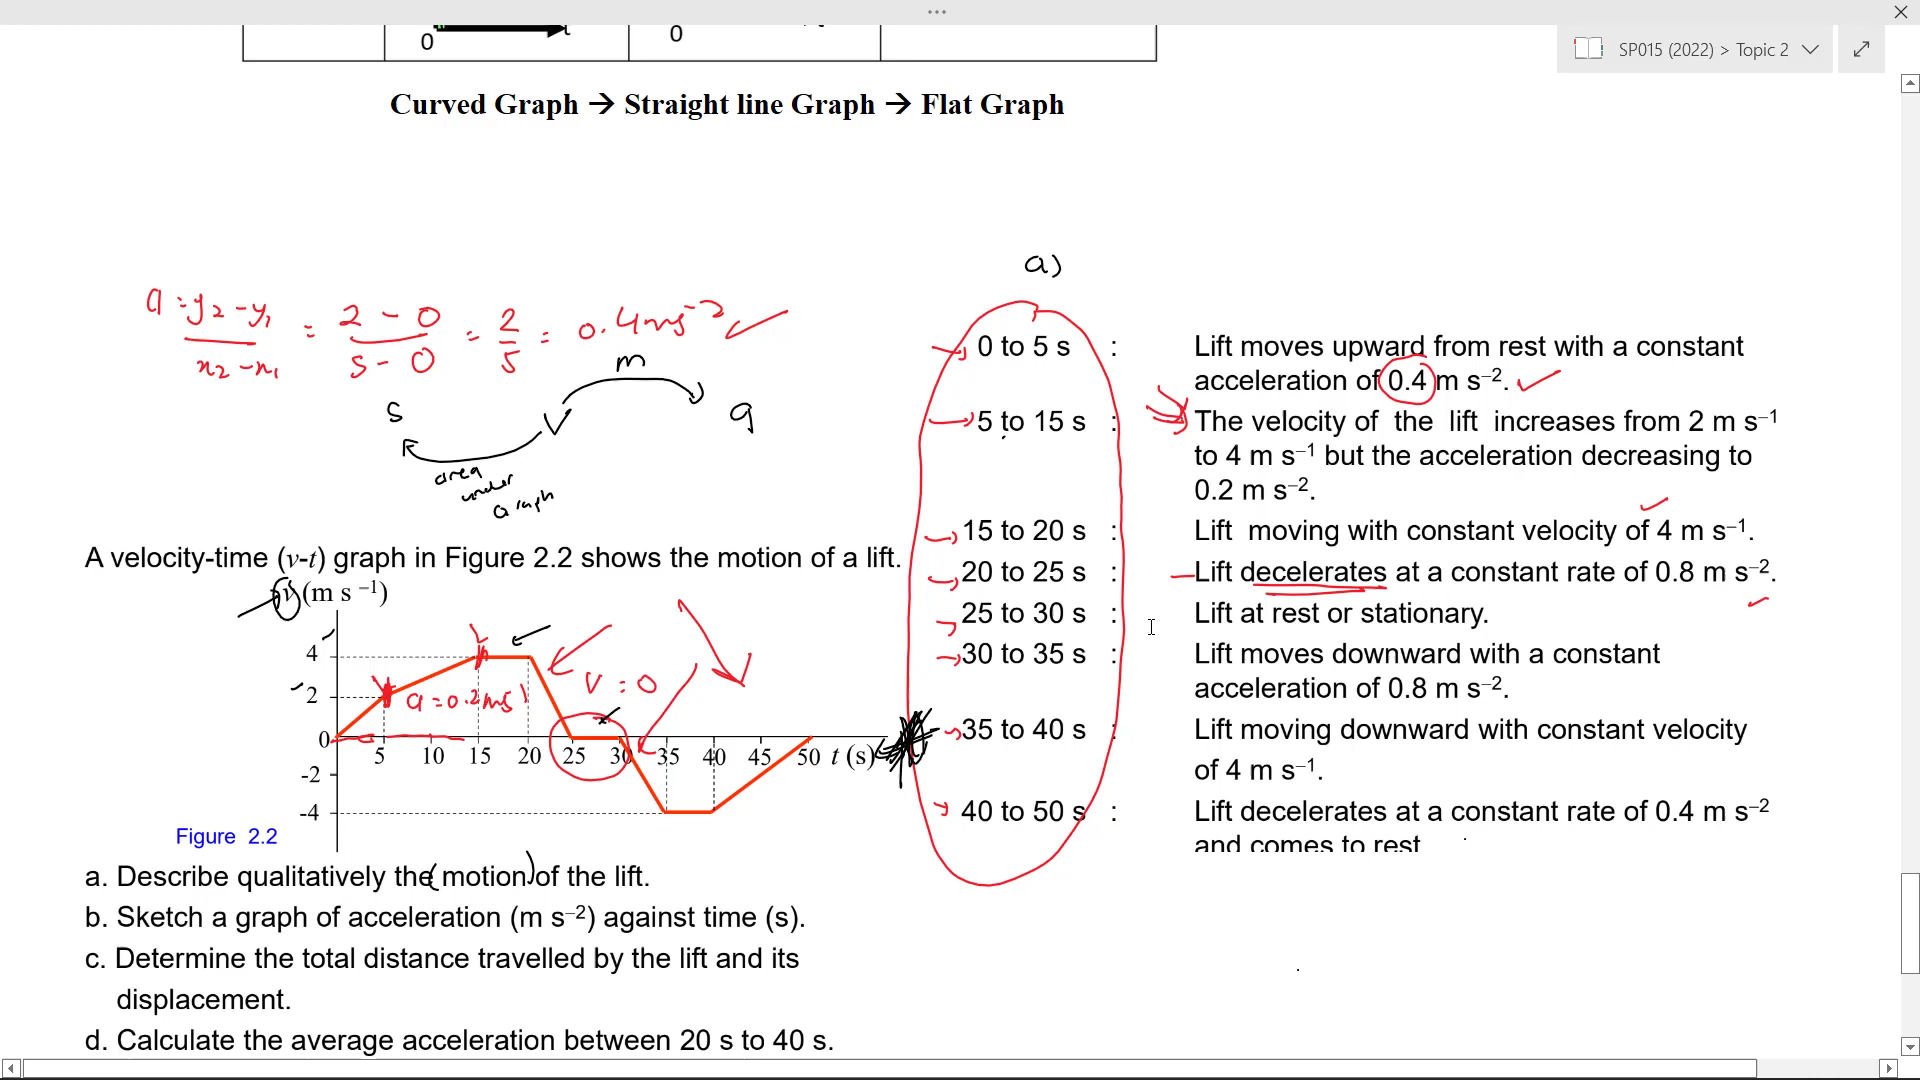 SP015 (2022) > Topic 2
0
0
Curved Graph → Straight line Graph → Flat Graph
a)
a = y2 - y1 / x2 - x1 = 2 - 0 / 5 - 0 = 2/5 = 0.4 ms-2
m
s v a
area
under
graph
0 to 5 s : Lift moves upward from rest with a constant
acceleration of 0.4 m s–2.
5 to 15 s : The velocity of the lift increases from 2 m s–1
to 4 m s–1 but the acceleration decreasing to
0.2 m s–2.
15 to 20 s : Lift moving with constant velocity of 4 m s–1.
20 to 25 s : Lift decelerates at a constant rate of 0.8 m s–2.
25 to 30 s : Lift at rest or stationary.
30 to 35 s : Lift moves downward with a constant
acceleration of 0.8 m s–2.
35 to 40 s : Lift moving downward with constant velocity
of 4 m s–1.
40 to 50 s : Lift decelerates at a constant rate of 0.4 m s–2
and comes to rest
A velocity-time (v-t) graph in Figure 2.2 shows the motion of a lift.
v (m s –1)
4
2
0
-2
-4
a = 0.2 ms
v = 0
5 10 15 20 25 30 35 40 45 50 t (s)
Figure 2.2
a. Describe qualitatively the motion of the lift.
b. Sketch a graph of acceleration (m s–2) against time (s).
c. Determine the total distance travelled by the lift and its
displacement.
d. Calculate the average acceleration between 20 s to 40 s.